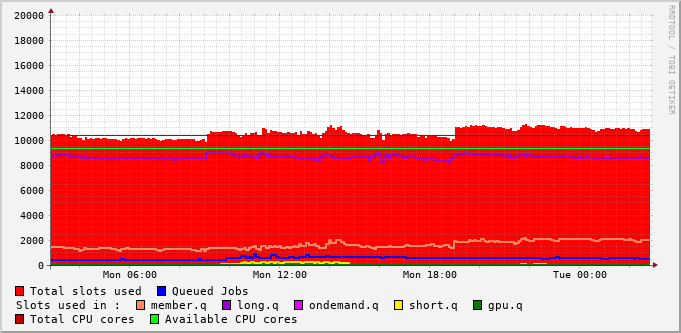 20000
18000
16000
14000
12000
10000
8000
6000
4000
2000
0
Mon 06:00 Mon 12:00 Mon 18:00 Tue 00:00
Total slots used Queued Jobs
Slots used in : member.q long.q ondemand.q short.q gpu.q
Total CPU cores Available CPU cores
RRDTOOL / TOBI OETIKER